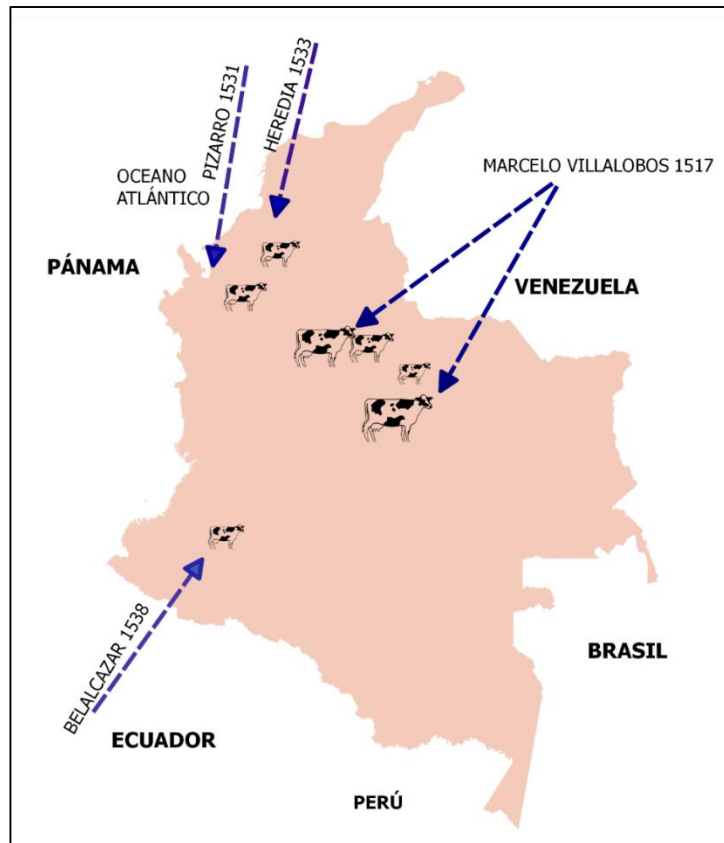 PIZARRO 1531
HEREDIA 1533
OCEANO
ATLÁNTICO
MARCELO VILLALOBOS 1517
PÁNAMA
VENEZUELA
BELALCAZAR 1538
BRASIL
ECUADOR
PERÚ